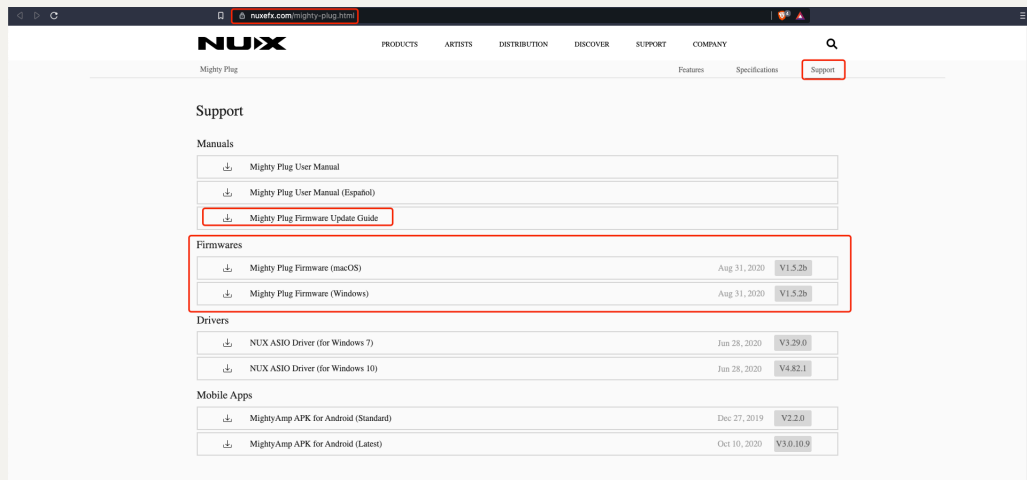 nuxefx.com/mighty-plug.html
NUX
PRODUCTS ARTISTS DISTRIBUTION DISCOVER SUPPORT COMPANY
Mighty Plug Features Specifications Support
Support
Manuals
Mighty Plug User Manual
Mighty Plug User Manual (Español)
Mighty Plug Firmware Update Guide
Firmwares
Mighty Plug Firmware (macOS) Aug 31, 2020 V1.5.2b
Mighty Plug Firmware (Windows) Aug 31, 2020 V1.5.2b
Drivers
NUX ASIO Driver (for Windows 7) Jun 28, 2020 V3.29.0
NUX ASIO Driver (for Windows 10) Jun 28, 2020 V4.82.1
Mobile Apps
MightyAmp APK for Android (Standard) Dec 27, 2019 V2.2.0
MightyAmp APK for Android (Latest) Oct 10, 2020 V3.0.10.9